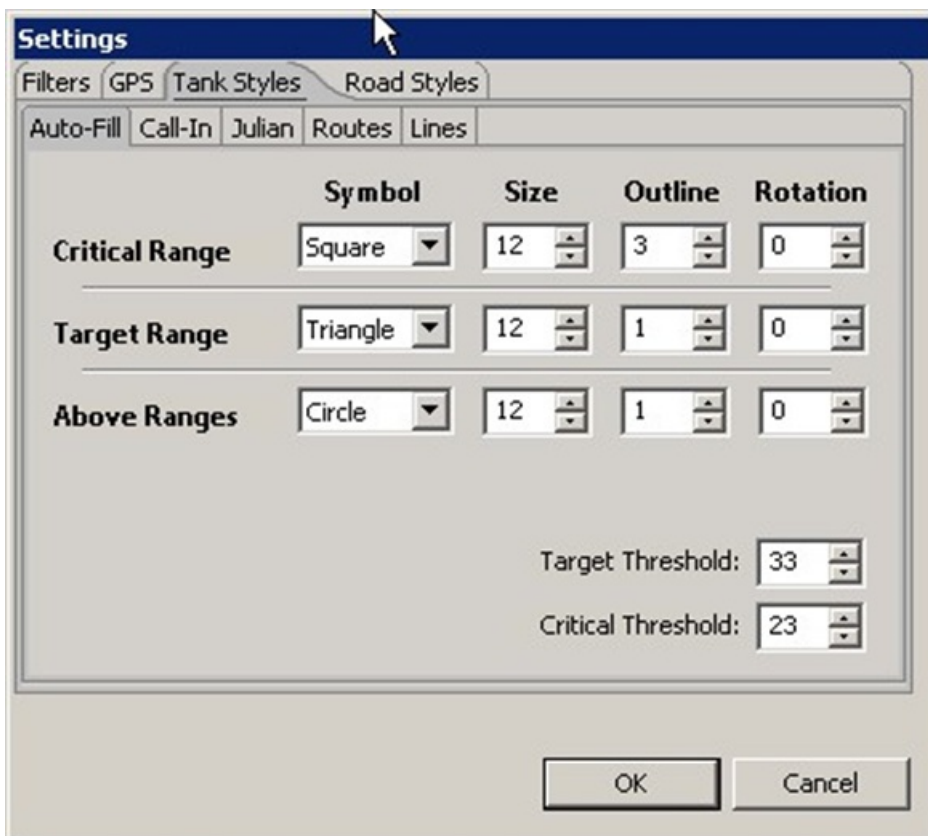 Settings
Filters GPS Tank Styles Road Styles
Auto-Fill Call-In Julian Routes Lines
Symbol Size Outline Rotation
Critical Range Square 12 3 0
Target Range Triangle 12 1 0
Above Ranges Circle 12 1 0
Target Threshold: 33
Critical Threshold: 23
OK Cancel